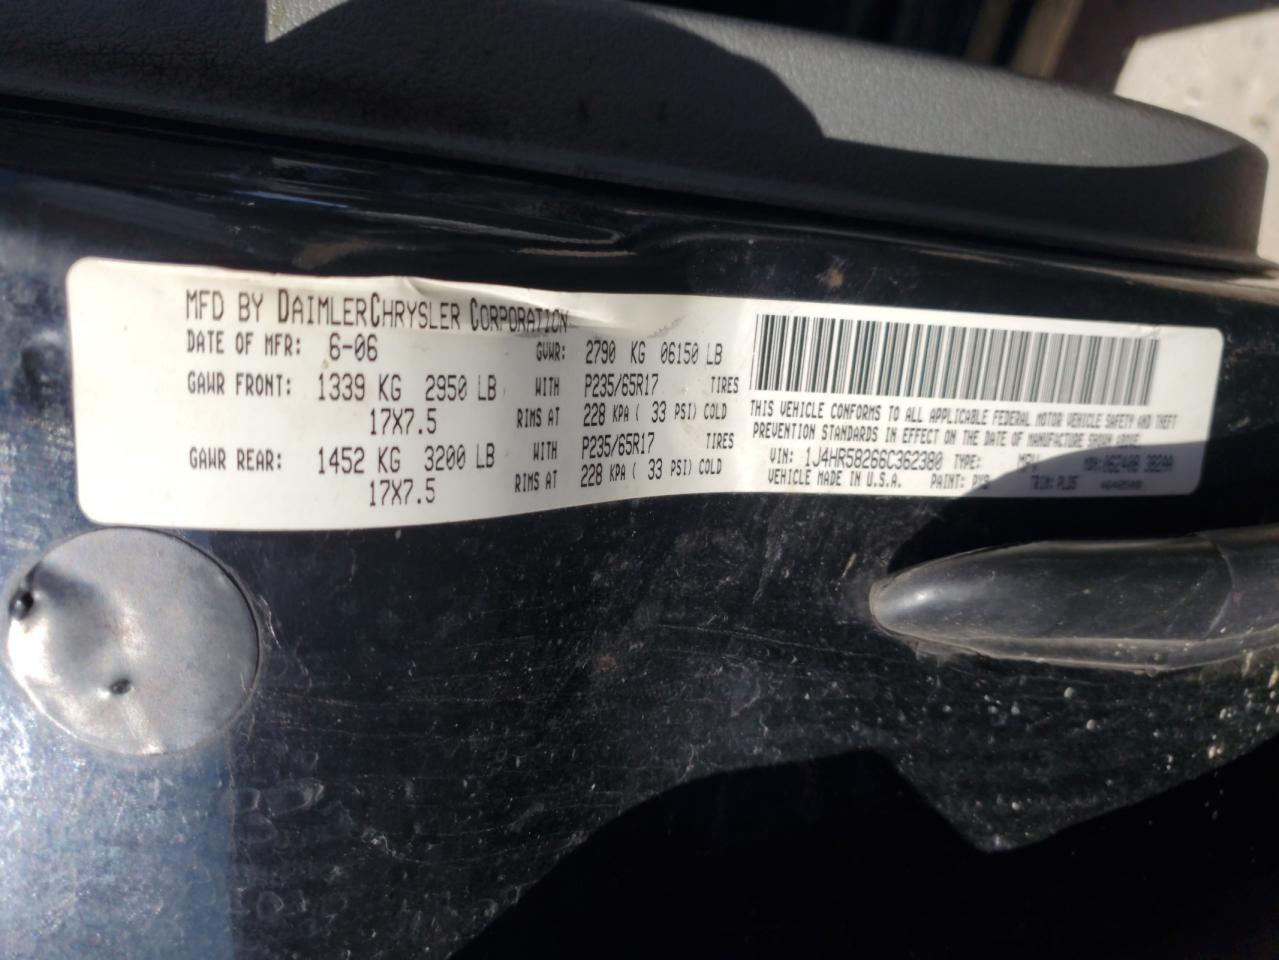 MFD BY DAIMLERCHRYSLER CORPORATION
DATE OF MFR: 6-06 GVWR: 2790 KG 06150 LB
GAWR FRONT: 1339 KG 2950 LB WITH P235/65R17 TIRES
17X7.5 RIMS AT 228 KPA ( 33 PSI) COLD
GAWR REAR: 1452 KG 3200 LB WITH P235/65R17 TIRES
17X7.5 RIMS AT 228 KPA ( 33 PSI) COLD
THIS VEHICLE CONFORMS TO ALL APPLICABLE FEDERAL MOTOR VEHICLE SAFETY AND THEFT
PREVENTION STANDARDS IN EFFECT ON THE DATE OF MANUFACTURE SHOWN ABOVE
VIN: 1J4HR58266C362380 TYPE: MPV MDH:
VEHICLE MADE IN U.S.A. PAINT: TRIM: